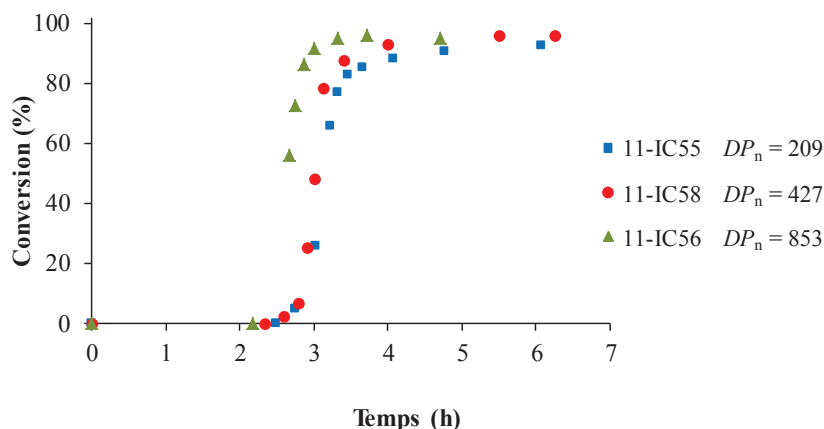 100
80
60
40
20
0
Conversion (%)
0 1 2 3 4 5 6 7
Temps (h)
11-IC55 DPn = 209
11-IC58 DPn = 427
11-IC56 DPn = 853